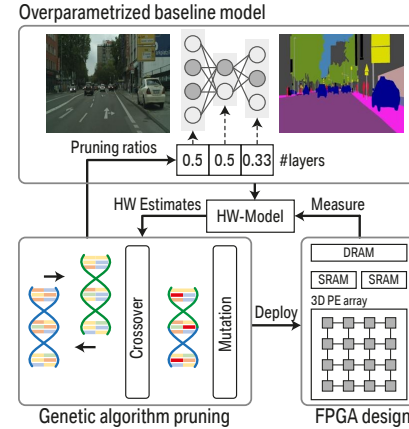 Overparametrized baseline model
Pruning ratios
0.5 0.5 0.33 #layers
HW Estimates
HW-Model
Measure
Crossover
Mutation
Deploy
DRAM
SRAM SRAM
3D PE array
Genetic algorithm pruning
FPGA design